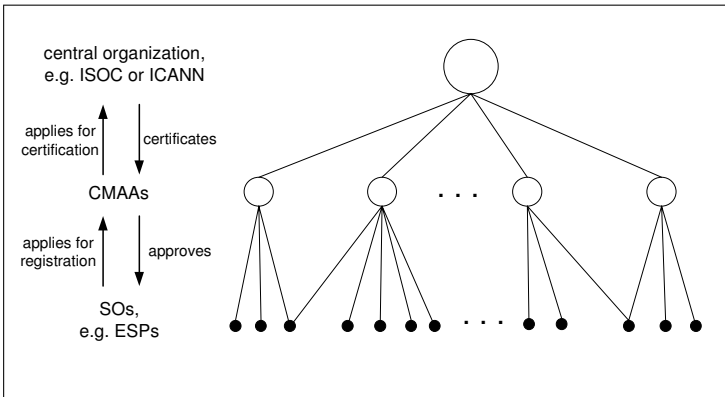 central organization,
e.g. ISOC or ICANN
applies for
certification
certificates
CMAAs
. . .
applies for
registration
approves
SOs,
e.g. ESPs
. . .